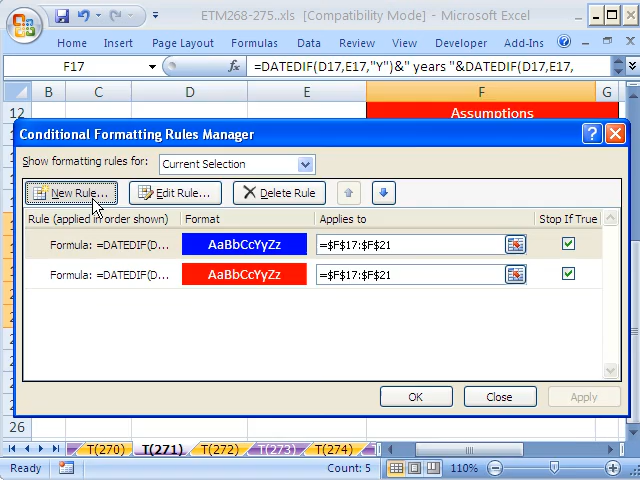 ETM268-275..xls [Compatibility Mode] - Microsoft Excel
Home Insert Page Layout Formulas Data Review View Developer Add-Ins
F17 fx =DATEDIF(D17,E17,"Y")&" years "&DATEDIF(D17,E17,
B C D E F G
12 Assumptions
Conditional Formatting Rules Manager
Show formatting rules for: Current Selection
New Rule... Edit Rule... Delete Rule
Rule (applied in order shown) Format Applies to Stop If True
Formula: =DATEDIF(D... AaBbCcYyZz =$F$17:$F$21
Formula: =DATEDIF(D... AaBbCcYyZz =$F$17:$F$21
OK Close Apply
26
T(270) T(271) T(272) T(273) T(274)
Ready Count: 5 110%